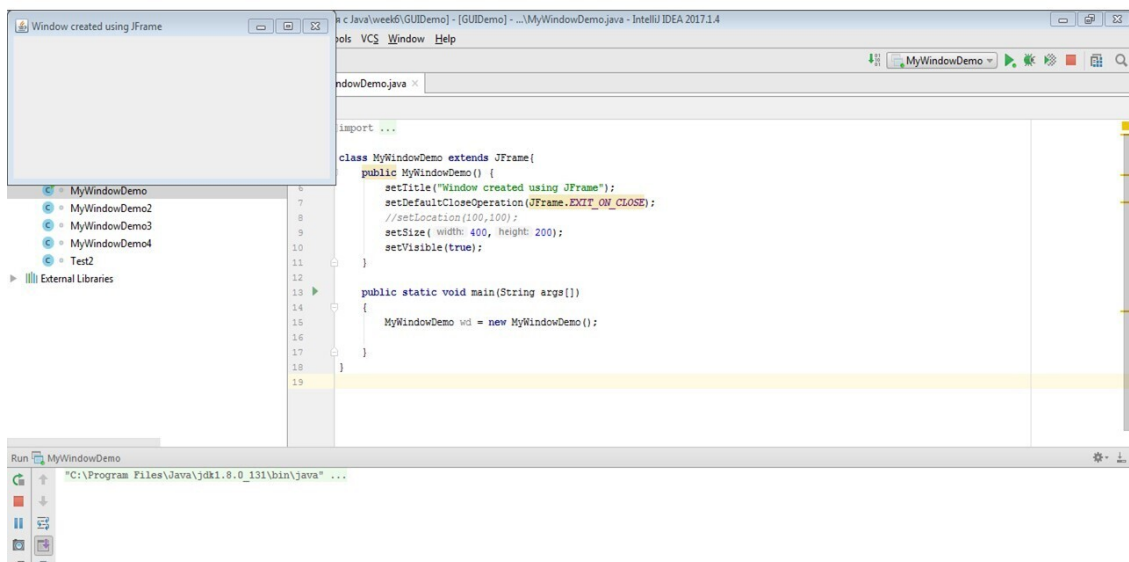 Window created using JFrame
я с Java\week6\GUIDemo] - [GUIDemo] - ...\MyWindowDemo.java - IntelliJ IDEA 2017.1.4
ools VCS Window Help
MyWindowDemo
ndowDemo.java ×
import ...
class MyWindowDemo extends JFrame{
public MyWindowDemo() {
6 setTitle("Window created using JFrame");
7 setDefaultCloseOperation(JFrame.EXIT_ON_CLOSE);
8 //setLocation(100,100);
9 setSize( width: 400, height: 200);
10 setVisible(true);
11 }
12
13 public static void main(String args[])
14 {
15 MyWindowDemo wd = new MyWindowDemo();
16
17 }
18 }
19
MyWindowDemo
MyWindowDemo2
MyWindowDemo3
MyWindowDemo4
Test2
External Libraries
Run MyWindowDemo
"C:\Program Files\Java\jdk1.8.0_131\bin\java" ...